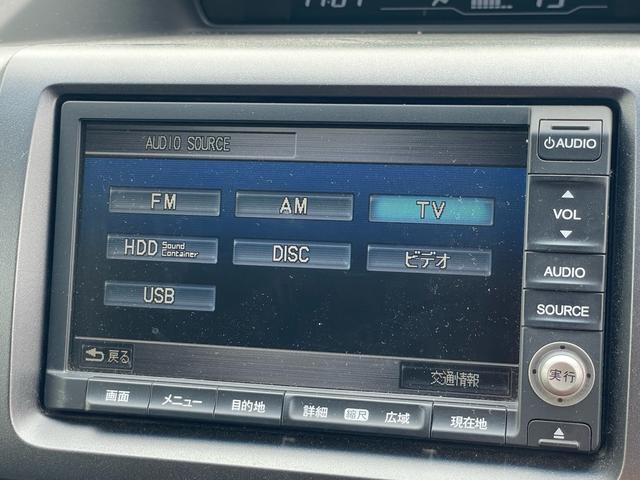 AUDIO SOURCE
FM
AM
TV
HDD Sound Container
DISC
ビデオ
USB
戻る
交通情報
AUDIO
VOL
AUDIO
SOURCE
実行
画面
メニュー
目的地
詳細 縮尺 広域
現在地